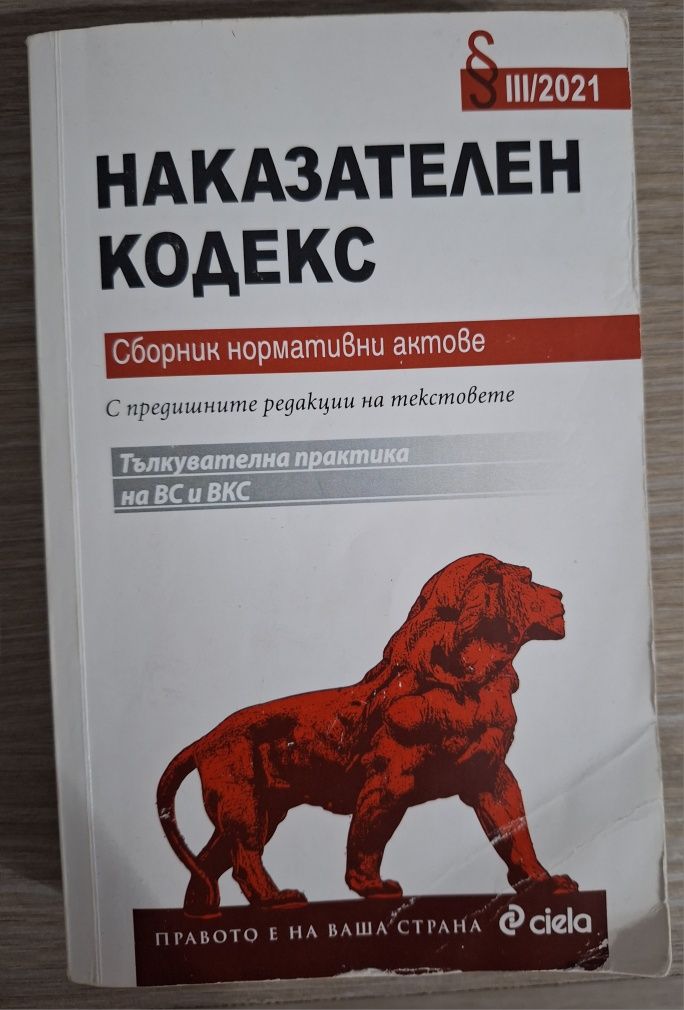 § III/2021
НАКАЗАТЕЛЕН
КОДЕКС
Сборник нормативни актове
С предишните редакции на текстовете
Тълкувателна практика
на ВС и ВКС
ПРАВОТО Е НА ВАША СТРАНА ciela